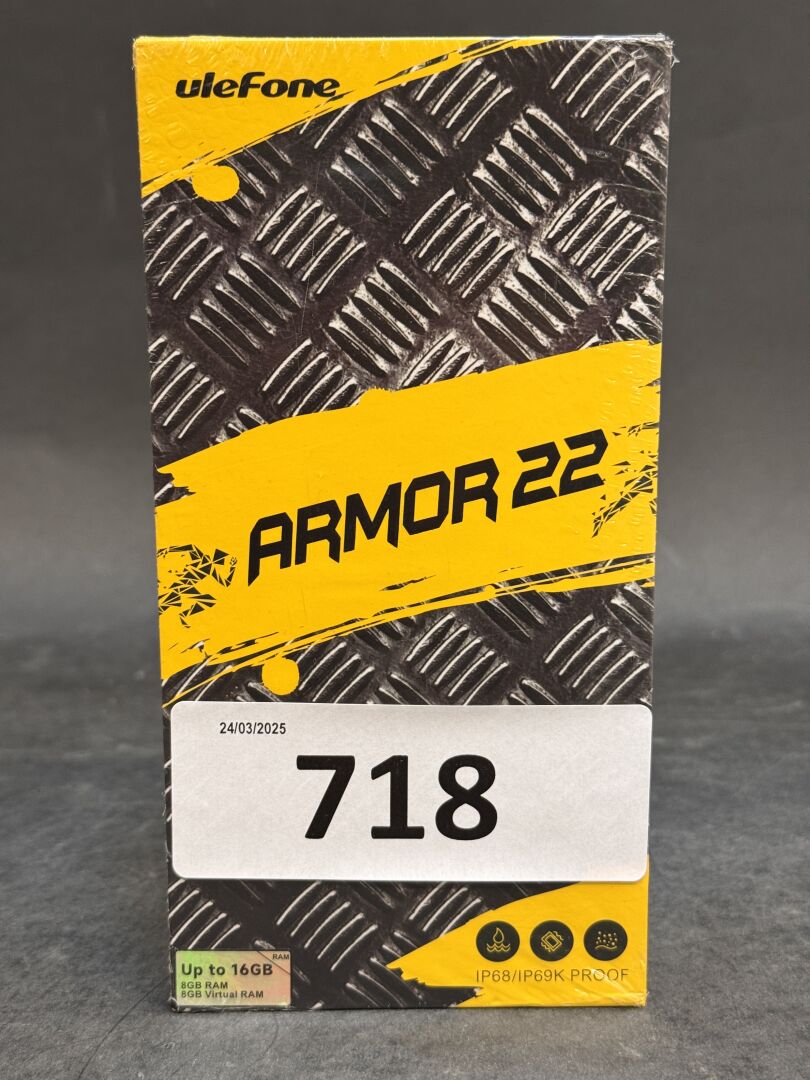 uleFone
ARMOR 22
24/03/2025
718
RAM
Up to 16GB
8GB RAM
8GB Virtual RAM
IP68/IP69K PROOF